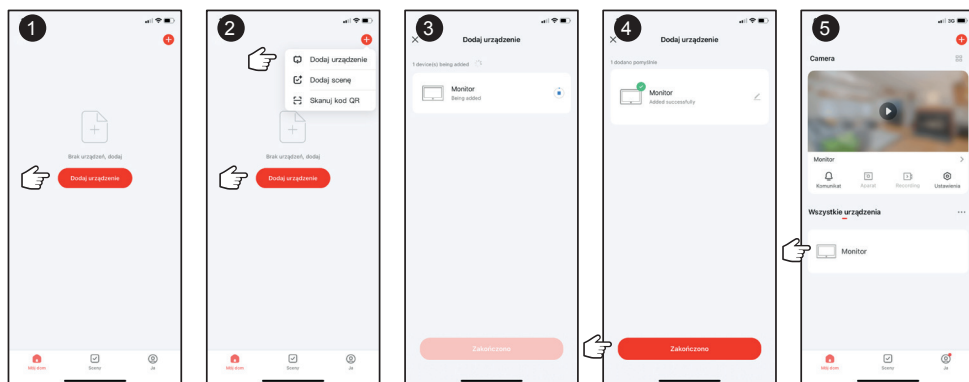 1
Brak urządzeń, dodaj
Dodaj urządzenie
Mój dom
Sceny
Ja
2
Dodaj urządzenie
Dodaj scenę
Skanuj kod QR
Brak urządzeń, dodaj
Dodaj urządzenie
Mój dom
Sceny
Ja
3
Dodaj urządzenie
1 device(s) being added
Monitor
Being added
Zakończono
4
Dodaj urządzenie
1 dodano pomyślnie
Monitor
Added successfully
Zakończono
5
3G
Camera
Monitor
Komunikat
Aparat
Recording
Ustawienia
Wszystkie urządzenia
Monitor
Mój dom
Sceny
Ja